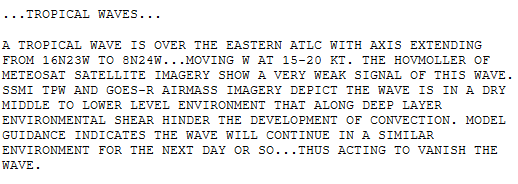 ...TROPICAL WAVES...
A TROPICAL WAVE IS OVER THE EASTERN ATLC WITH AXIS EXTENDING
FROM 16N23W TO 8N24W...MOVING W AT 15-20 KT. THE HOVMOLLER OF
METEOSAT SATELLITE IMAGERY SHOW A VERY WEAK SIGNAL OF THIS WAVE.
SSMI TPW AND GOES-R AIRMASS IMAGERY DEPICT THE WAVE IS IN A DRY
MIDDLE TO LOWER LEVEL ENVIRONMENT THAT ALONG DEEP LAYER
ENVIRONMENTAL SHEAR HINDER THE DEVELOPMENT OF CONVECTION. MODEL
GUIDANCE INDICATES THE WAVE WILL CONTINUE IN A SIMILAR
ENVIRONMENT FOR THE NEXT DAY OR SO...THUS ACTING TO VANISH THE
WAVE.